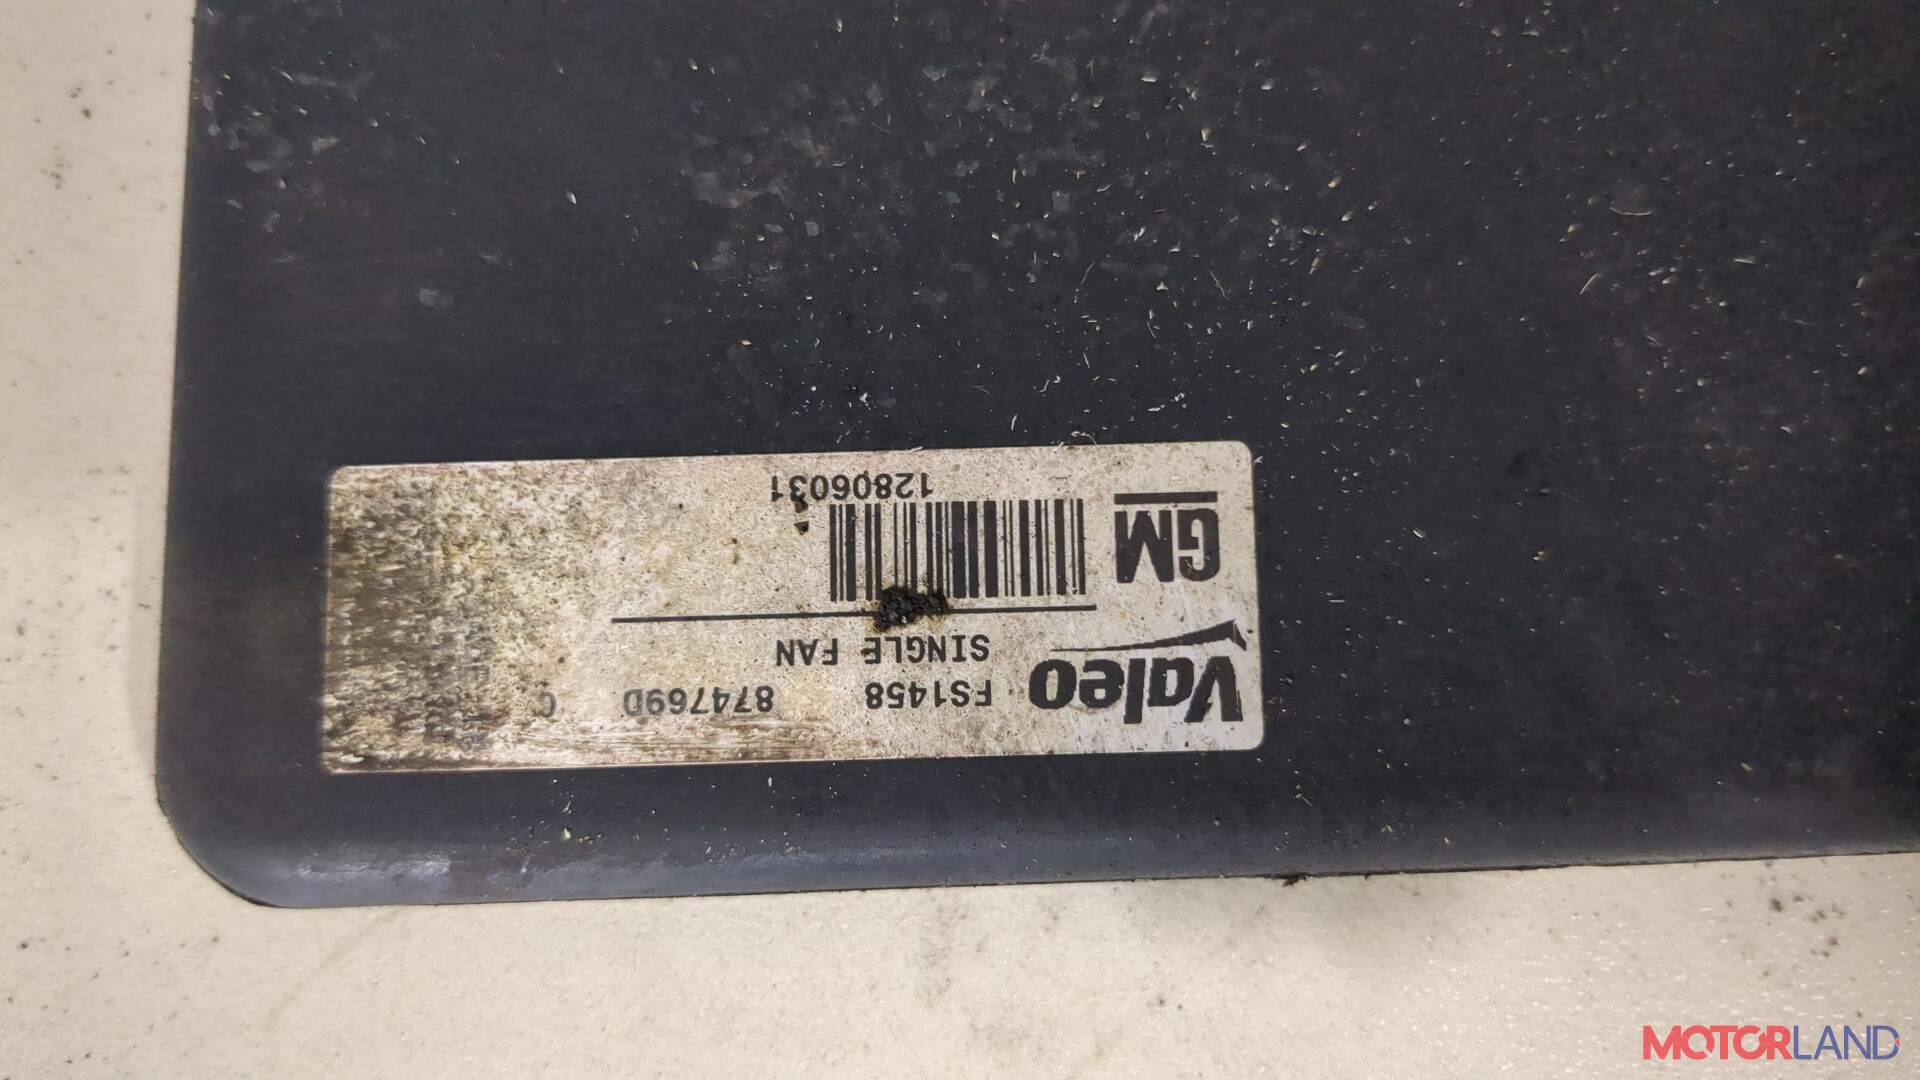 Valeo
FS1458 874769D C
SINGLE FAN
GM
12806031
MOTORLAND